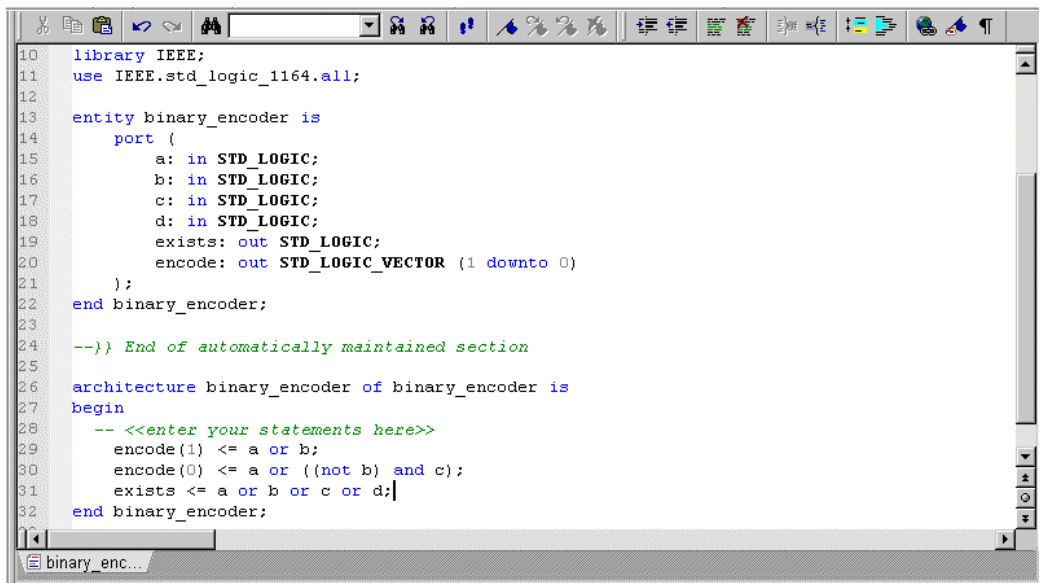 10 library IEEE;
11 use IEEE.std_logic_1164.all;
12
13 entity binary_encoder is
14 port (
15 a: in STD_LOGIC;
16 b: in STD_LOGIC;
17 c: in STD_LOGIC;
18 d: in STD_LOGIC;
19 exists: out STD_LOGIC;
20 encode: out STD_LOGIC_VECTOR (1 downto 0)
21 );
22 end binary_encoder;
23
24 --}} End of automatically maintained section
25
26 architecture binary_encoder of binary_encoder is
27 begin
28 -- <<enter your statements here>>
29 encode(1) <= a or b;
30 encode(0) <= a or ((not b) and c);
31 exists <= a or b or c or d;
32 end binary_encoder;
binary_enc...